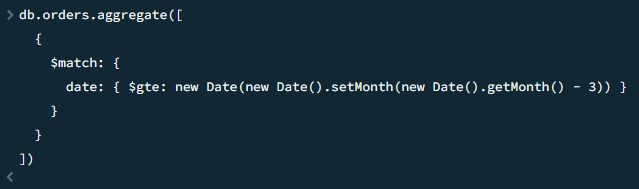 > db.orders.aggregate([
  {
    $match: {
      date: { $gte: new Date(new Date().setMonth(new Date().getMonth() - 3)) }
    }
  }
])
<